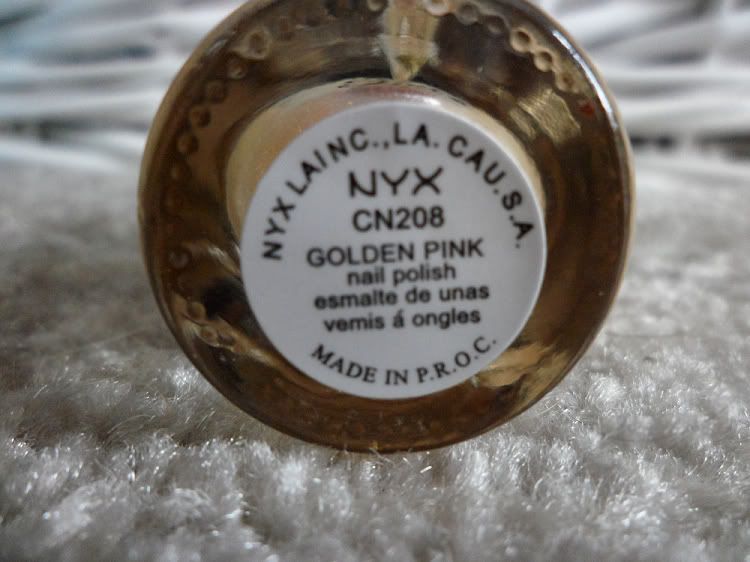 NYX LA INC., LA. CA U.S.A.
NYX
CN208
GOLDEN PINK
nail polish
esmalte de unas
vernis á ongles
MADE IN P.R.O.C.